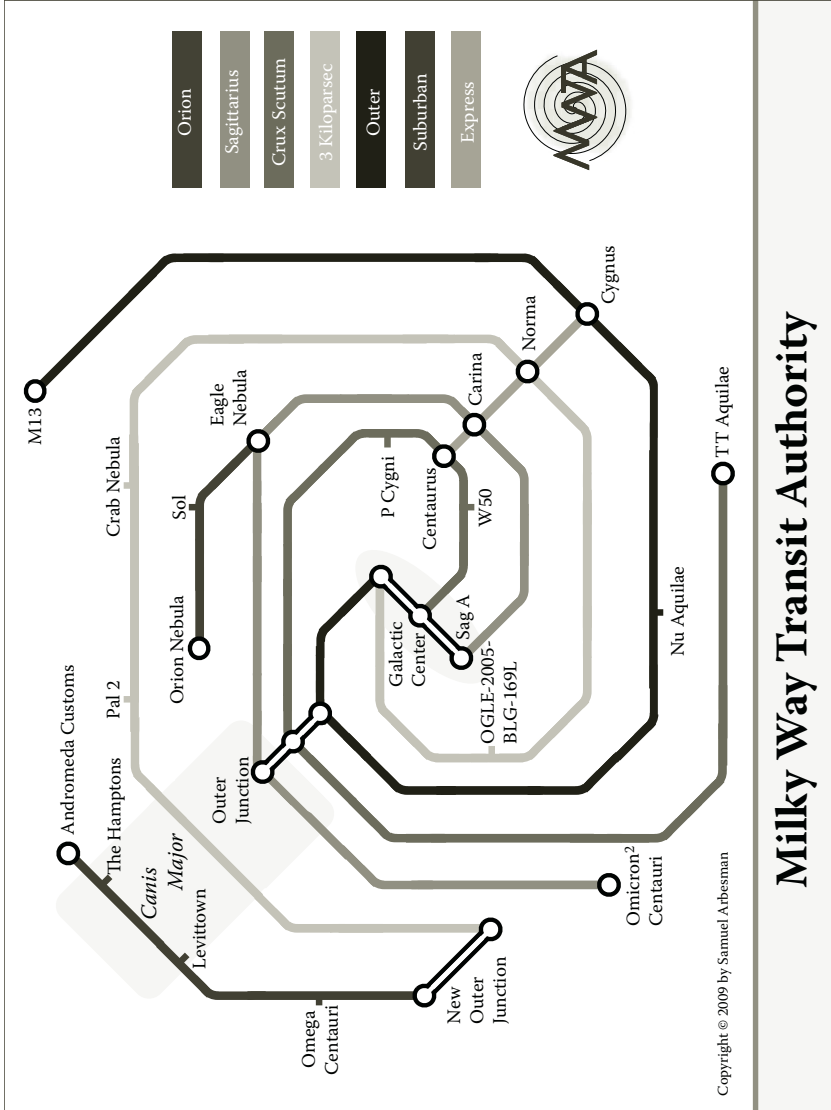 Orion
Sagittarius
Crux Scutum
3 Kiloparsec
Outer
Suburban
Express
MWTA
M13
Crab Nebula
Pal 2
Andromeda Customs
The Hamptons
Canis
Major
Levittown
Omega
Centauri
New
Outer
Junction
Outer
Junction
Orion Nebula
Sol
Eagle
Nebula
P Cygni
Centaurus
W50
Carina
Norma
Cygnus
Galactic
Center
Sag A
OGLE-2005-
BLG-169L
Nu Aquilae
TT Aquilae
Omicron²
Centauri
Copyright © 2009 by Samuel Arbesman
Milky Way Transit Authority